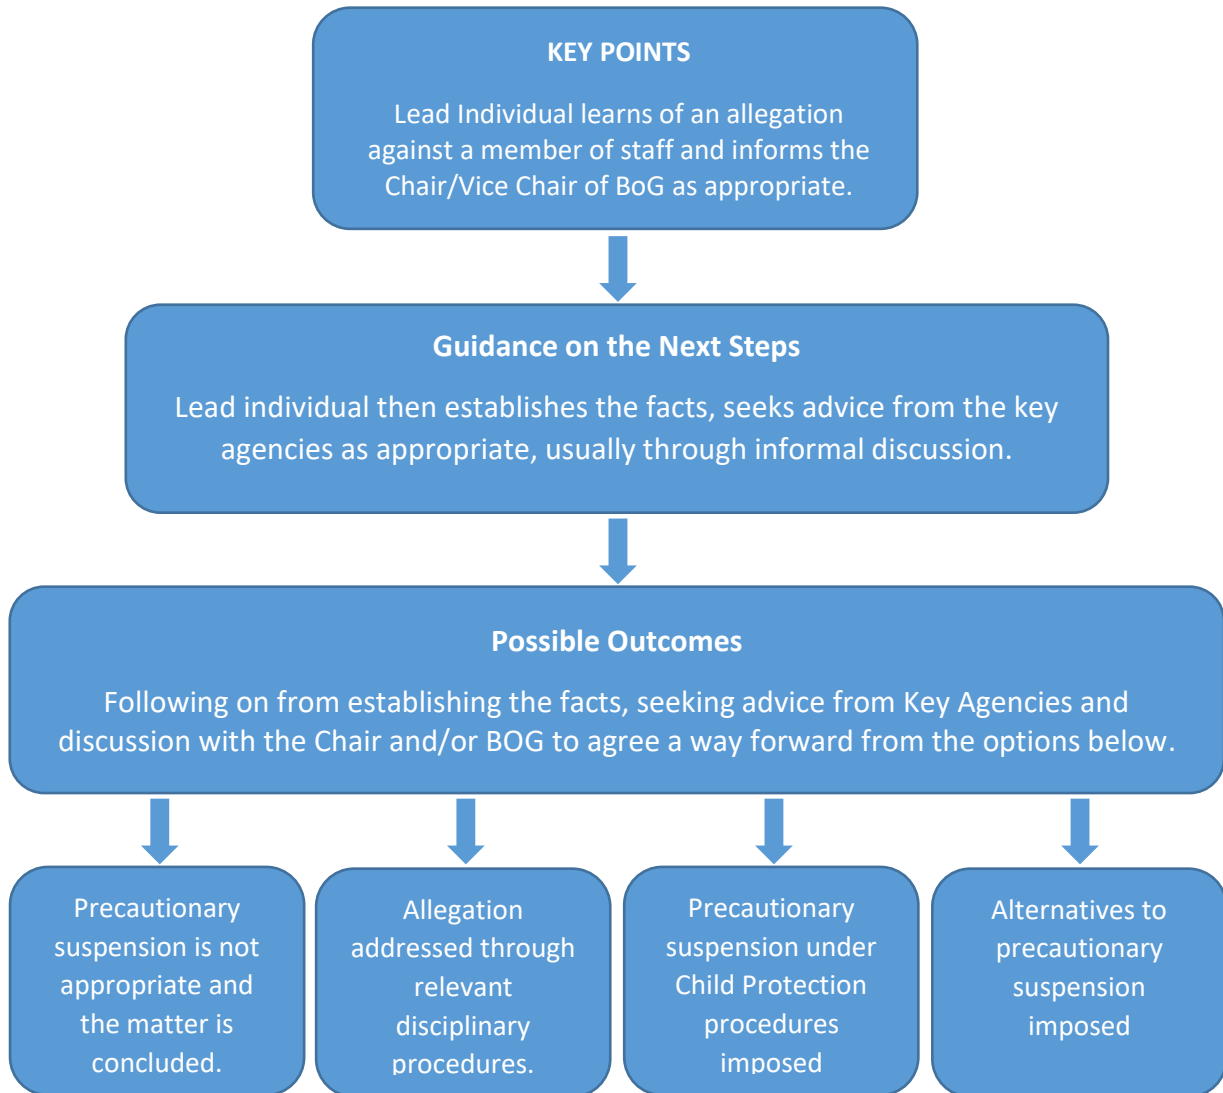 KEY POINTS
Lead Individual learns of an allegation
against a member of staff and informs the
Chair/Vice Chair of BoG as appropriate.
Guidance on the Next Steps
Lead individual then establishes the facts, seeks advice from the key
agencies as appropriate, usually through informal discussion.
Possible Outcomes
Following on from establishing the facts, seeking advice from Key Agencies and
discussion with the Chair and/or BOG to agree a way forward from the options below.
Precautionary
suspension is not
appropriate and
the matter is
concluded.
Allegation
addressed through
relevant
disciplinary
procedures.
Precautionary
suspension under
Child Protection
procedures
imposed
Alternatives to
precautionary
suspension
imposed